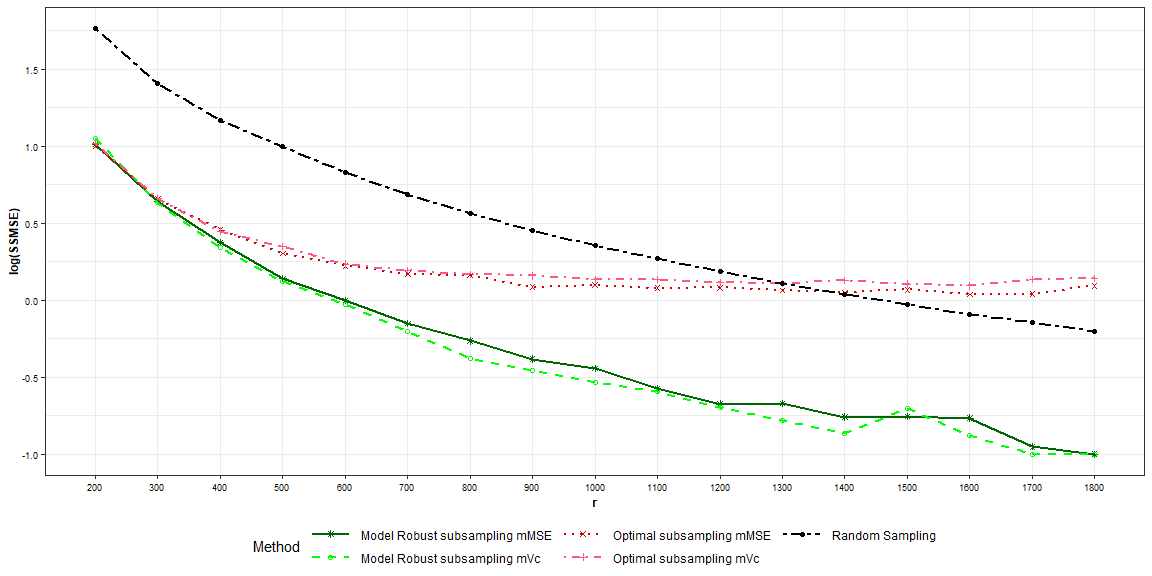 log(SSMSE)
1.5
1.0
0.5
0.0
-0.5
-1.0
200 300 400 500 600 700 800 900 1000 1100 1200 1300 1400 1500 1600 1700 1800
r
Method
Model Robust subsampling mMSE Optimal subsampling mMSE Random Sampling
Model Robust subsampling mVc Optimal subsampling mVc